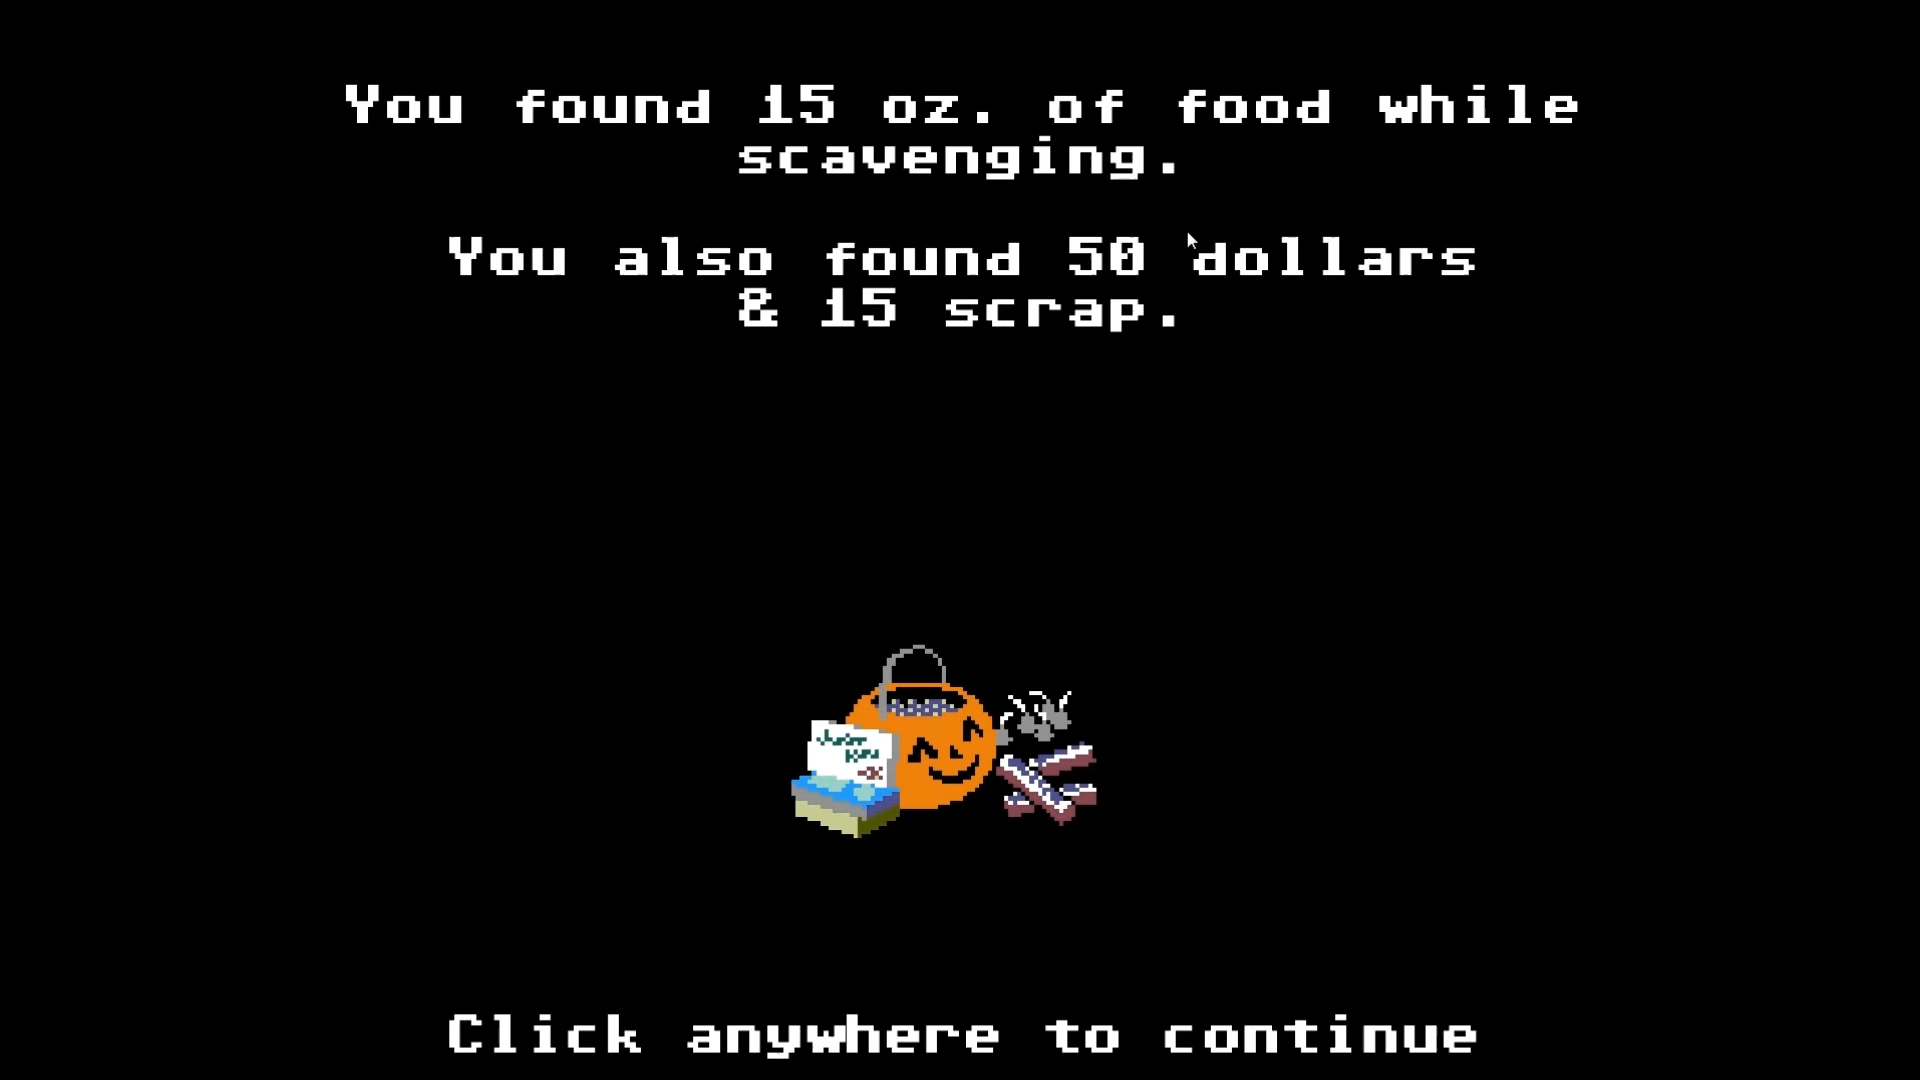 You found 15 oz. of food while
scavenging.
You also found 50 dollars
& 15 scrap.
Click anywhere to continue